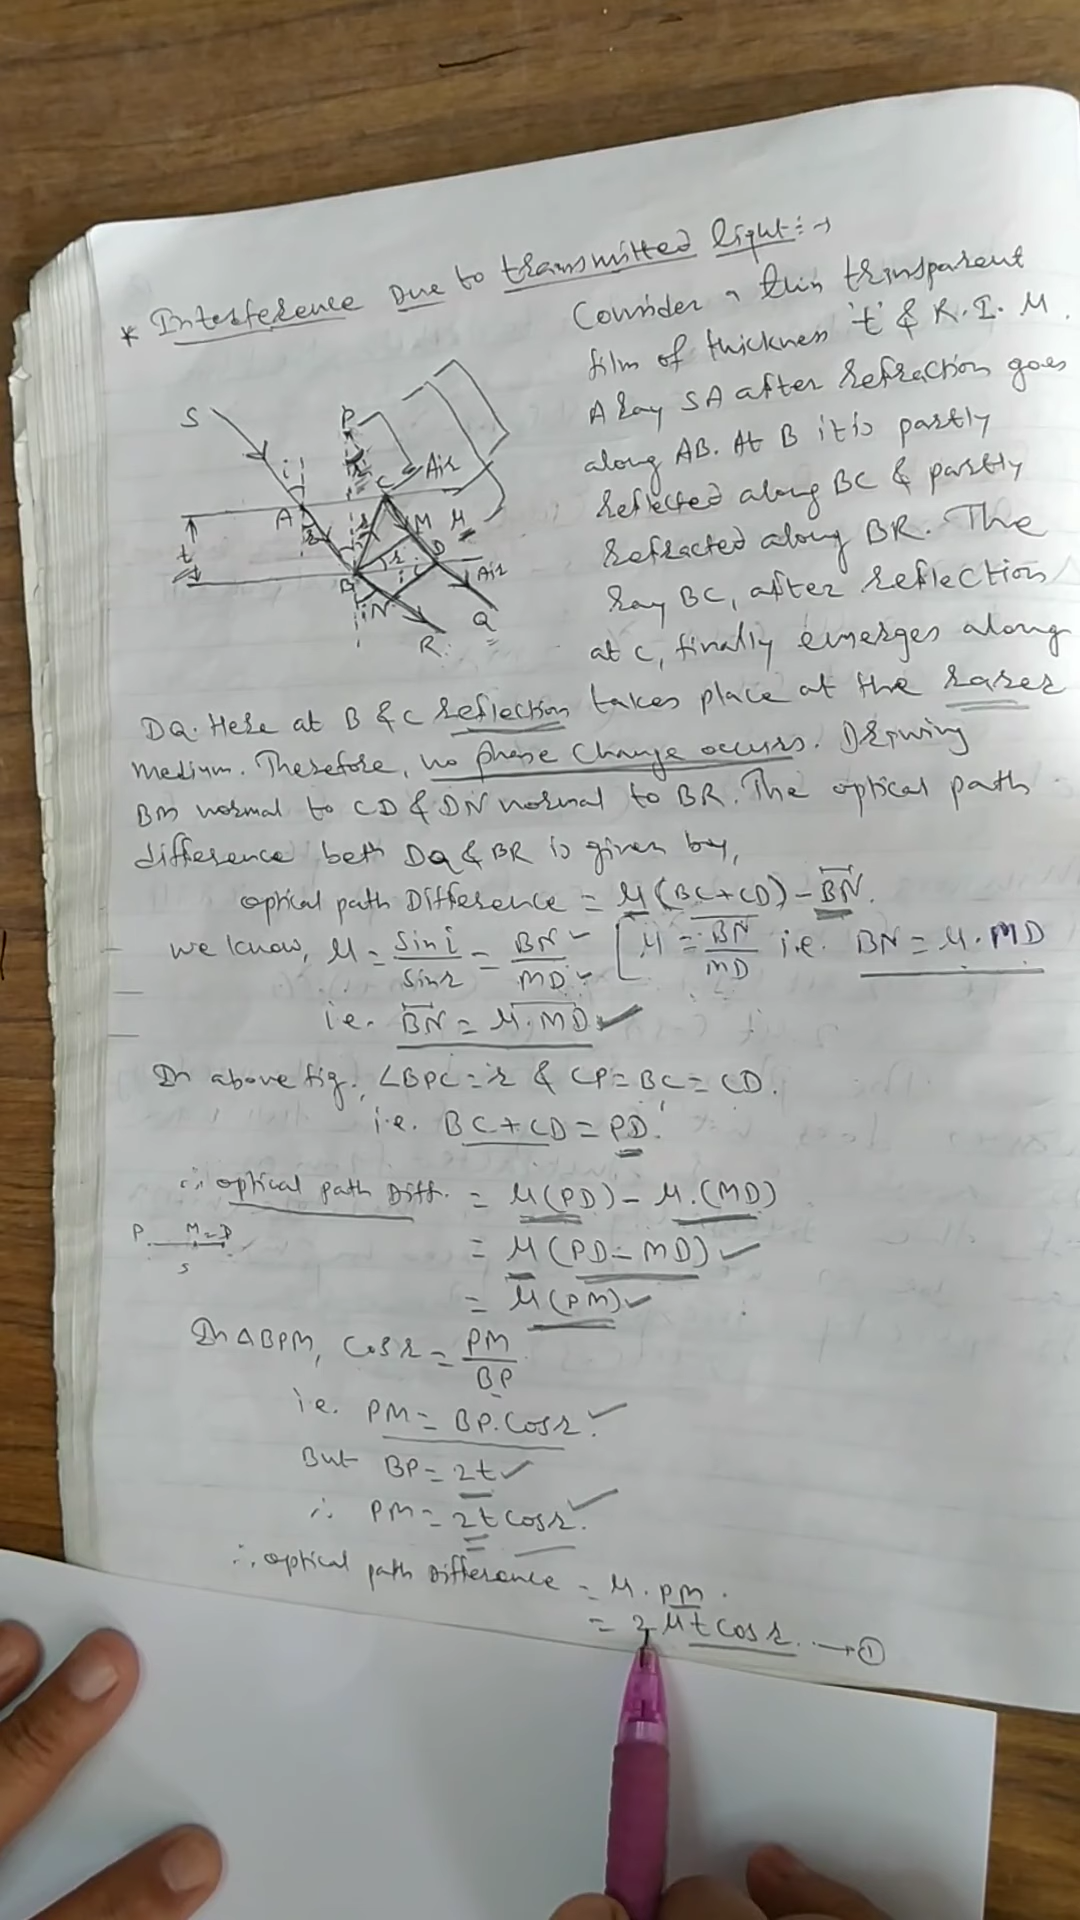 * Interference Due to transmitted light :→
Consider a thin transparent
film of thickness 't' & R.I. μ.
A ray SA after refraction goes
along AB. At B it is partly
reflected along BC & partly
refracted along BR. The
ray BC, after reflection
at C, finally emerges along
S
P
i
C
Air
A
r
r
M
μ
t
r
D
B
i
i
Air
N
R
Q
DQ. Here at B & C reflection takes place at the rarer
medium. Therefore, no phase change occurs. Drawing
BM normal to CD & DN normal to BR. The optical path
difference betn DQ & BR is given by,
optical path Difference = μ(BC+CD) - BN.
we know, μ = sin i / sin r = BN / MD [ μ = BN / MD i.e. BN = μ.MD
i.e. BN = μ.MD ✓
In above fig. ∠BPC = r & CP = BC = CD.
i.e. BC + CD = PD.
∴ optical path Diff. = μ(PD) - μ.(MD)
P M D
S
= μ(PD - MD) ✓
= μ(PM) ✓
In ΔBPM, cos r = PM / BP
i.e. PM = BP.cos r. ✓
But BP = 2t ✓
∴ PM = 2t cos r. ✓
∴ optical path Difference = μ.PM.
= 2μt cos r. → ①